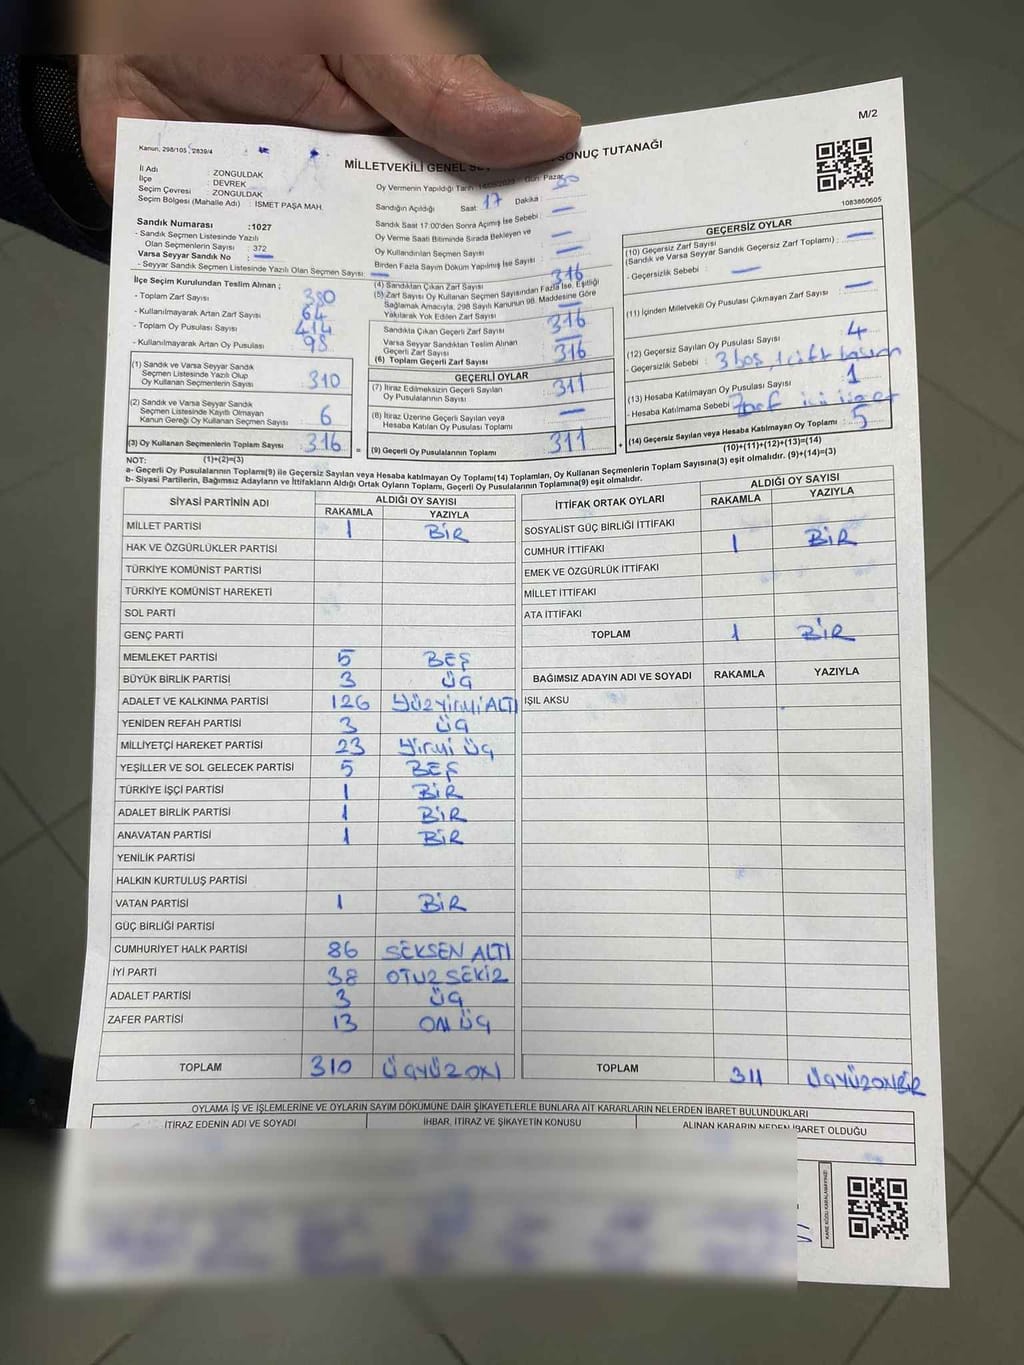 M/2
Kanun, 298/105, 2839/4
MİLLETVEKİLİ GENEL SONUÇ TUTANAĞI
1083860605
İl Adı : ZONGULDAK
İlçe : DEVREK
Seçim Çevresi : ZONGULDAK
Seçim Bölgesi (Mahalle Adı) : İSMET PAŞA MAH.
Sandık Numarası : 1027
- Sandık Seçmen Listesinde Yazılı
Olan Seçmenlerin Sayısı : 372
Varsa Seyyar Sandık No : —
- Seyyar Sandık Seçmen Listesinde Yazılı Olan Seçmen Sayısı : —
Oy Vermenin Yapıldığı Tarih Gün: Pazar
Sandığın Açıldığı Saat : 17 Dakika :
Sandık Saat 17:00'den Sonra Açılmış İse Sebebi : —
Oy Verme Saati Bitiminde Sırada Bekleyen ve
Oy Kullandırılan Seçmen Sayısı : —
Birden Fazla Sayım Döküm Yapılmış İse Sayısı : —
İlçe Seçim Kurulundan Teslim Alınan ;
- Toplam Zarf Sayısı : 380
- Kullanılmayarak Artan Zarf Sayısı : 64
- Toplam Oy Pusulası Sayısı : 414
- Kullanılmayarak Artan Oy Pusulası : 98
(1) Sandık ve Varsa Seyyar Sandık
Seçmen Listesinde Yazılı Olup
Oy Kullanan Seçmenlerin Sayısı : 310
(2) Sandık ve Varsa Seyyar Sandık
Seçmen Listesinde Kayıtlı Olmayan
Kanun Gereği Oy Kullanan Seçmen Sayısı : 6
(3) Oy Kullanan Seçmenlerin Toplam Sayısı : 316
(1)+(2)=(3)
(4) Sandıktan Çıkan Zarf Sayısı : 316
(5) Zarf Sayısı Oy Kullanan Seçmen Sayısından Fazla İse, Eşitliği
Sağlamak Amacıyla, 298 Sayılı Kanunun 98. Maddesine Göre
Yakılarak Yok Edilen Zarf Sayısı : —
Sandıkta Çıkan Geçerli Zarf Sayısı : 316
Varsa Seyyar Sandıktan Teslim Alınan
Geçerli Zarf Sayısı : —
(6) Toplam Geçerli Zarf Sayısı : 316
GEÇERLİ OYLAR
(7) İtiraz Edilmeksizin Geçerli Sayılan
Oy Pusulalarının Sayısı : 311
(8) İtiraz Üzerine Geçerli Sayılan veya
Hesaba Katılan Oy Pusulası Toplamı : —
= (9) Geçerli Oy Pusulalarının Toplamı : 311 +
GEÇERSİZ OYLAR
(10) Geçersiz Zarf Sayısı
(Sandık ve Varsa Seyyar Sandık Geçersiz Zarf Toplamı) : —
- Geçersizlik Sebebi : —
(11) İçinden Milletvekili Oy Pusulası Çıkmayan Zarf Sayısı : —
(12) Geçersiz Sayılan Oy Pusulası Sayısı : 4
- Geçersizlik Sebebi : 3 boş, 1 çift basım
(13) Hesaba Katılmayan Oy Pusulası Sayısı : 1
- Hesaba Katılmama Sebebi :
(14) Geçersiz Sayılan veya Hesaba Katılmayan Oy Toplamı : 5
(10)+(11)+(12)+(13)=(14)
NOT:
a- Geçerli Oy Pusulalarının Toplamı(9) ile Geçersiz Sayılan veya Hesaba katılmayan Oy Toplamı(14) Toplamları, Oy Kullanan Seçmenlerin Toplam Sayısına(3) eşit olmalıdır. (9)+(14)=(3)
b- Siyasi Partilerin, Bağımsız Adayların ve İttifakların Aldığı Ortak Oyların Toplamı, Geçerli Oy Pusulalarının Toplamına(9) eşit olmalıdır.
SİYASİ PARTİNİN ADI ALDIĞI OY SAYISI
RAKAMLA YAZIYLA
MİLLET PARTİSİ 1 BİR
HAK VE ÖZGÜRLÜKLER PARTİSİ
TÜRKİYE KOMÜNİST PARTİSİ
TÜRKİYE KOMÜNİST HAREKETİ
SOL PARTİ
GENÇ PARTİ
MEMLEKET PARTİSİ 5 BEŞ
BÜYÜK BİRLİK PARTİSİ 3 ÜÇ
ADALET VE KALKINMA PARTİSİ 126 YÜZYİRMİ ALTI
YENİDEN REFAH PARTİSİ 3 ÜÇ
MİLLİYETÇİ HAREKET PARTİSİ 23 YİRMİ ÜÇ
YEŞİLLER VE SOL GELECEK PARTİSİ 5 BEŞ
TÜRKİYE İŞÇİ PARTİSİ 1 BİR
ADALET BİRLİK PARTİSİ 1 BİR
ANAVATAN PARTİSİ 1 BİR
YENİLİK PARTİSİ
HALKIN KURTULUŞ PARTİSİ
VATAN PARTİSİ 1 BİR
GÜÇ BİRLİĞİ PARTİSİ
CUMHURİYET HALK PARTİSİ 86 SEKSEN ALTI
İYİ PARTİ 38 OTUZ SEKİZ
ADALET PARTİSİ 3 ÜÇ
ZAFER PARTİSİ 13 ON ÜÇ
TOPLAM 310 ÜÇYÜZ ON
İTTİFAK ORTAK OYLARI ALDIĞI OY SAYISI
RAKAMLA YAZIYLA
SOSYALİST GÜÇ BİRLİĞİ İTTİFAKI
CUMHUR İTTİFAKI 1 BİR
EMEK VE ÖZGÜRLÜK İTTİFAKI
MİLLET İTTİFAKI
ATA İTTİFAKI
TOPLAM 1 BİR
BAĞIMSIZ ADAYIN ADI VE SOYADI RAKAMLA YAZIYLA
IŞIL AKSU
TOPLAM 311 ÜÇYÜZONBİR
OYLAMA İŞ VE İŞLEMLERİNE VE OYLARIN SAYIM DÖKÜMÜNE DAİR ŞİKAYETLERLE BUNLARA AİT KARARLARIN NELERDEN İBARET BULUNDUKLARI
İTİRAZ EDENİN ADI VE SOYADI İHBAR, İTİRAZ VE ŞİKAYETİN KONUSU ALINAN KARARIN NEDEN İBARET OLDUĞU